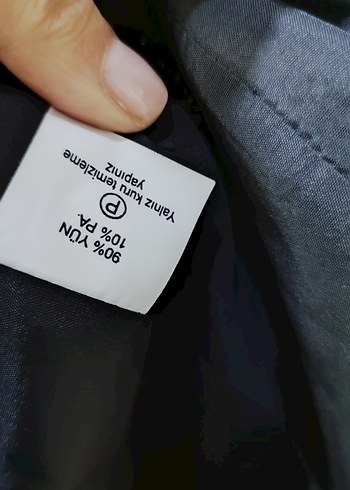 90% YÜN
10% PA.
P
Yalnız kuru temizleme
yapınız